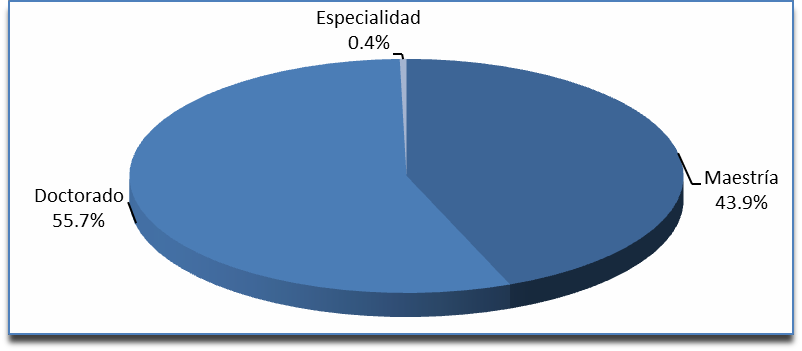 Especialidad
0.4%
Maestría
43.9%
Doctorado
55.7%